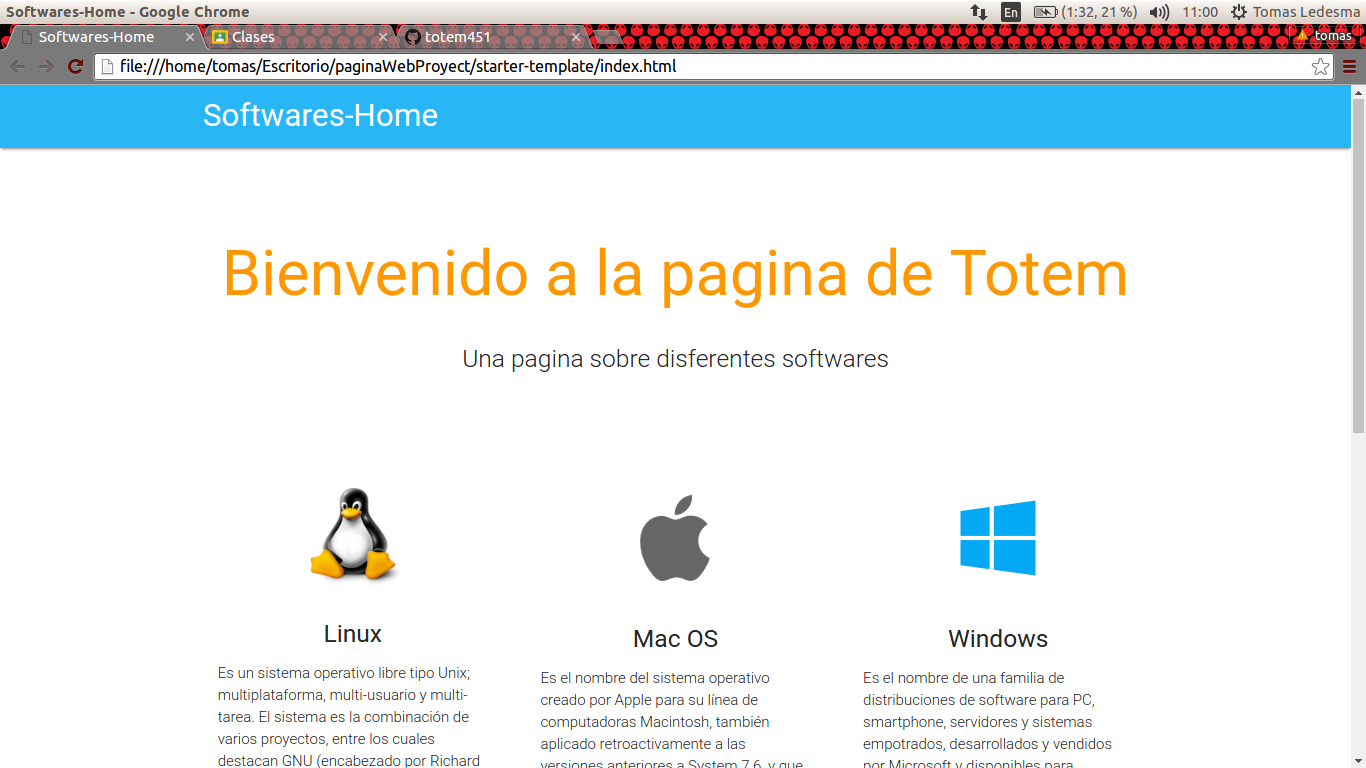 Softwares-Home - Google Chrome
En (1:32, 21 %) 11:00 Tomas Ledesma
Softwares-Home Clases totem451 tomas
file:///home/tomas/Escritorio/paginaWebProyect/starter-template/index.html
Softwares-Home
Bienvenido a la pagina de Totem
Una pagina sobre disferentes softwares
Linux
Es un sistema operativo libre tipo Unix;
multiplataforma, multi-usuario y multi-
tarea. El sistema es la combinación de
varios proyectos, entre los cuales
destacan GNU (encabezado por Richard
Mac OS
Es el nombre del sistema operativo
creado por Apple para su línea de
computadoras Macintosh, también
aplicado retroactivamente a las
versiones anteriores a System 7.6, y que
Windows
Es el nombre de una familia de
distribuciones de software para PC,
smartphone, servidores y sistemas
empotrados, desarrollados y vendidos
por Microsoft y disponibles para